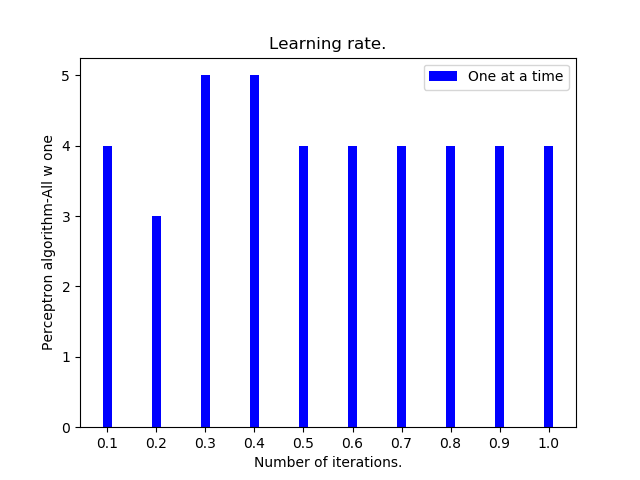 Learning rate.
One at a time
Perceptron algorithm-All w one
5
4
3
2
1
0
0.1 0.2 0.3 0.4 0.5 0.6 0.7 0.8 0.9 1.0
Number of iterations.